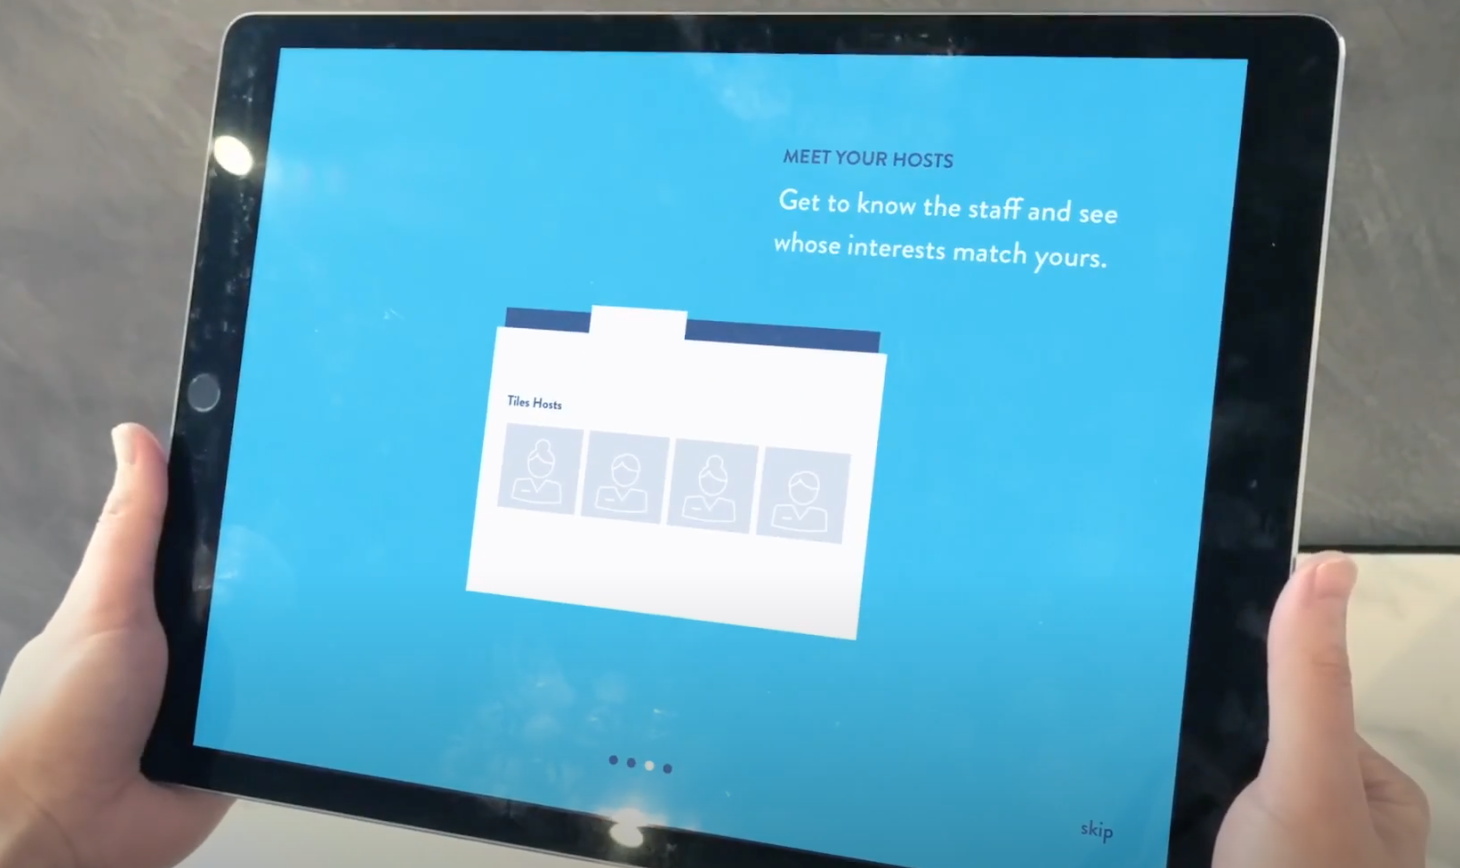 MEET YOUR HOSTS
Get to know the staff and see
whose interests match yours.
Tiles Hosts
skip